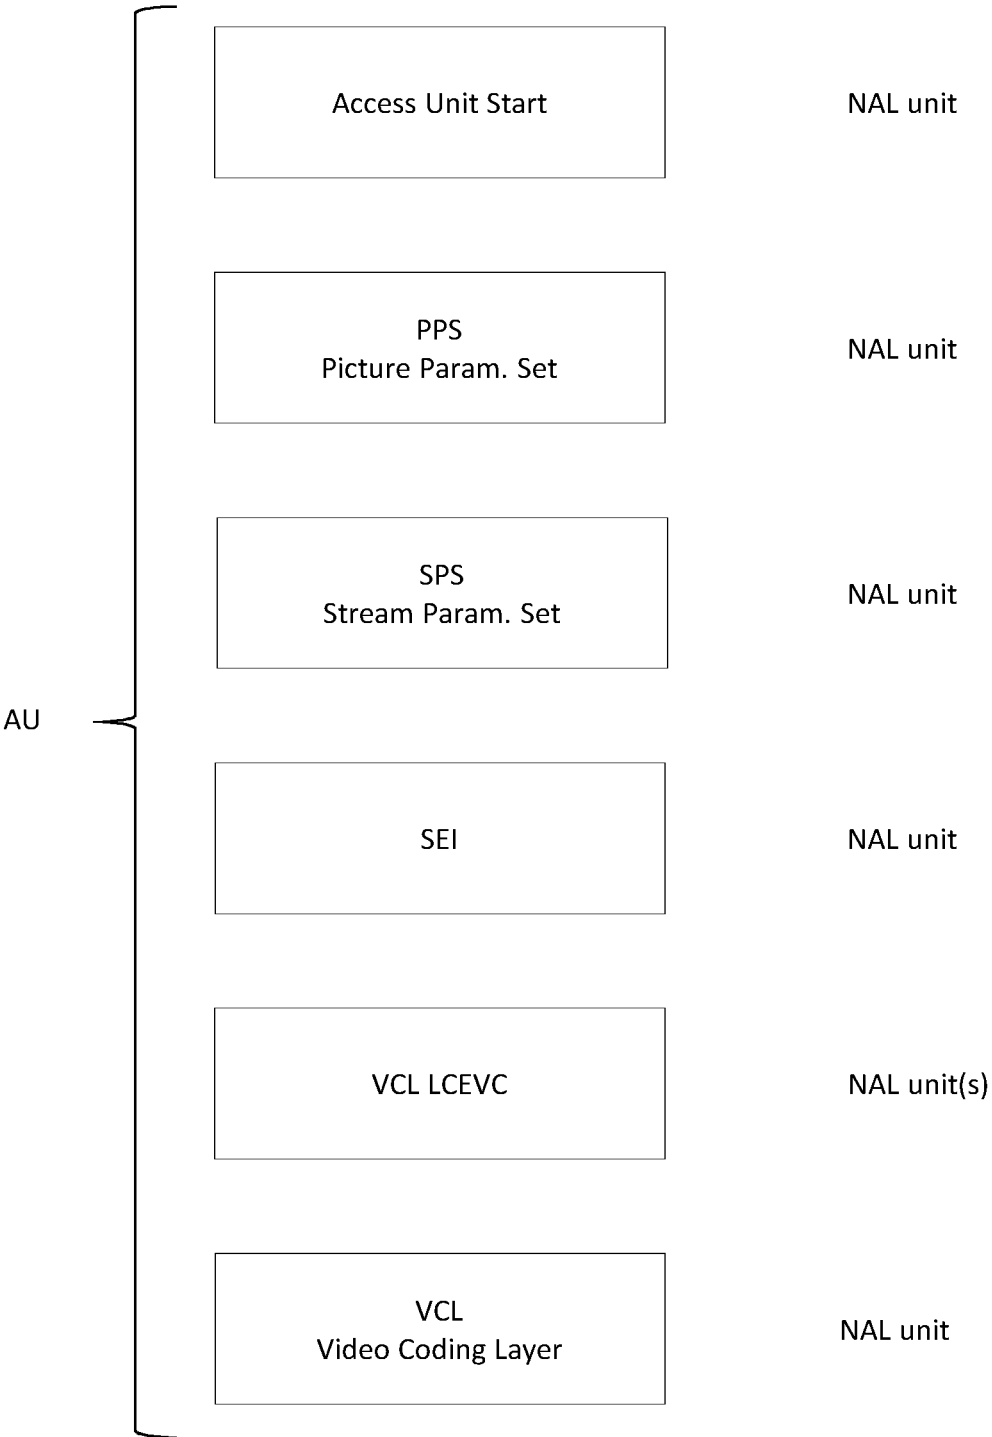 Access Unit Start
NAL unit
PPS
Picture Param. Set
NAL unit
SPS
Stream Param. Set
NAL unit
AU
SEI
NAL unit
VCL LCEVC
NAL unit(s)
VCL
Video Coding Layer
NAL unit